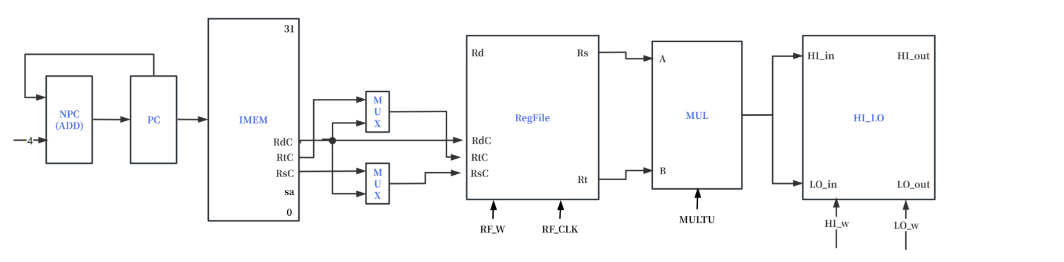 NPC
(ADD)
4
PC
31
IMEM
RdC
RtC
RsC
sa
0
M
U
X
M
U
X
Rd
Rs
RegFile
RdC
RtC
RsC
Rt
RF_W
RF_CLK
A
MUL
B
MULTU
HI_in
HI_out
HI_LO
LO_in
LO_out
HI_w
LO_w